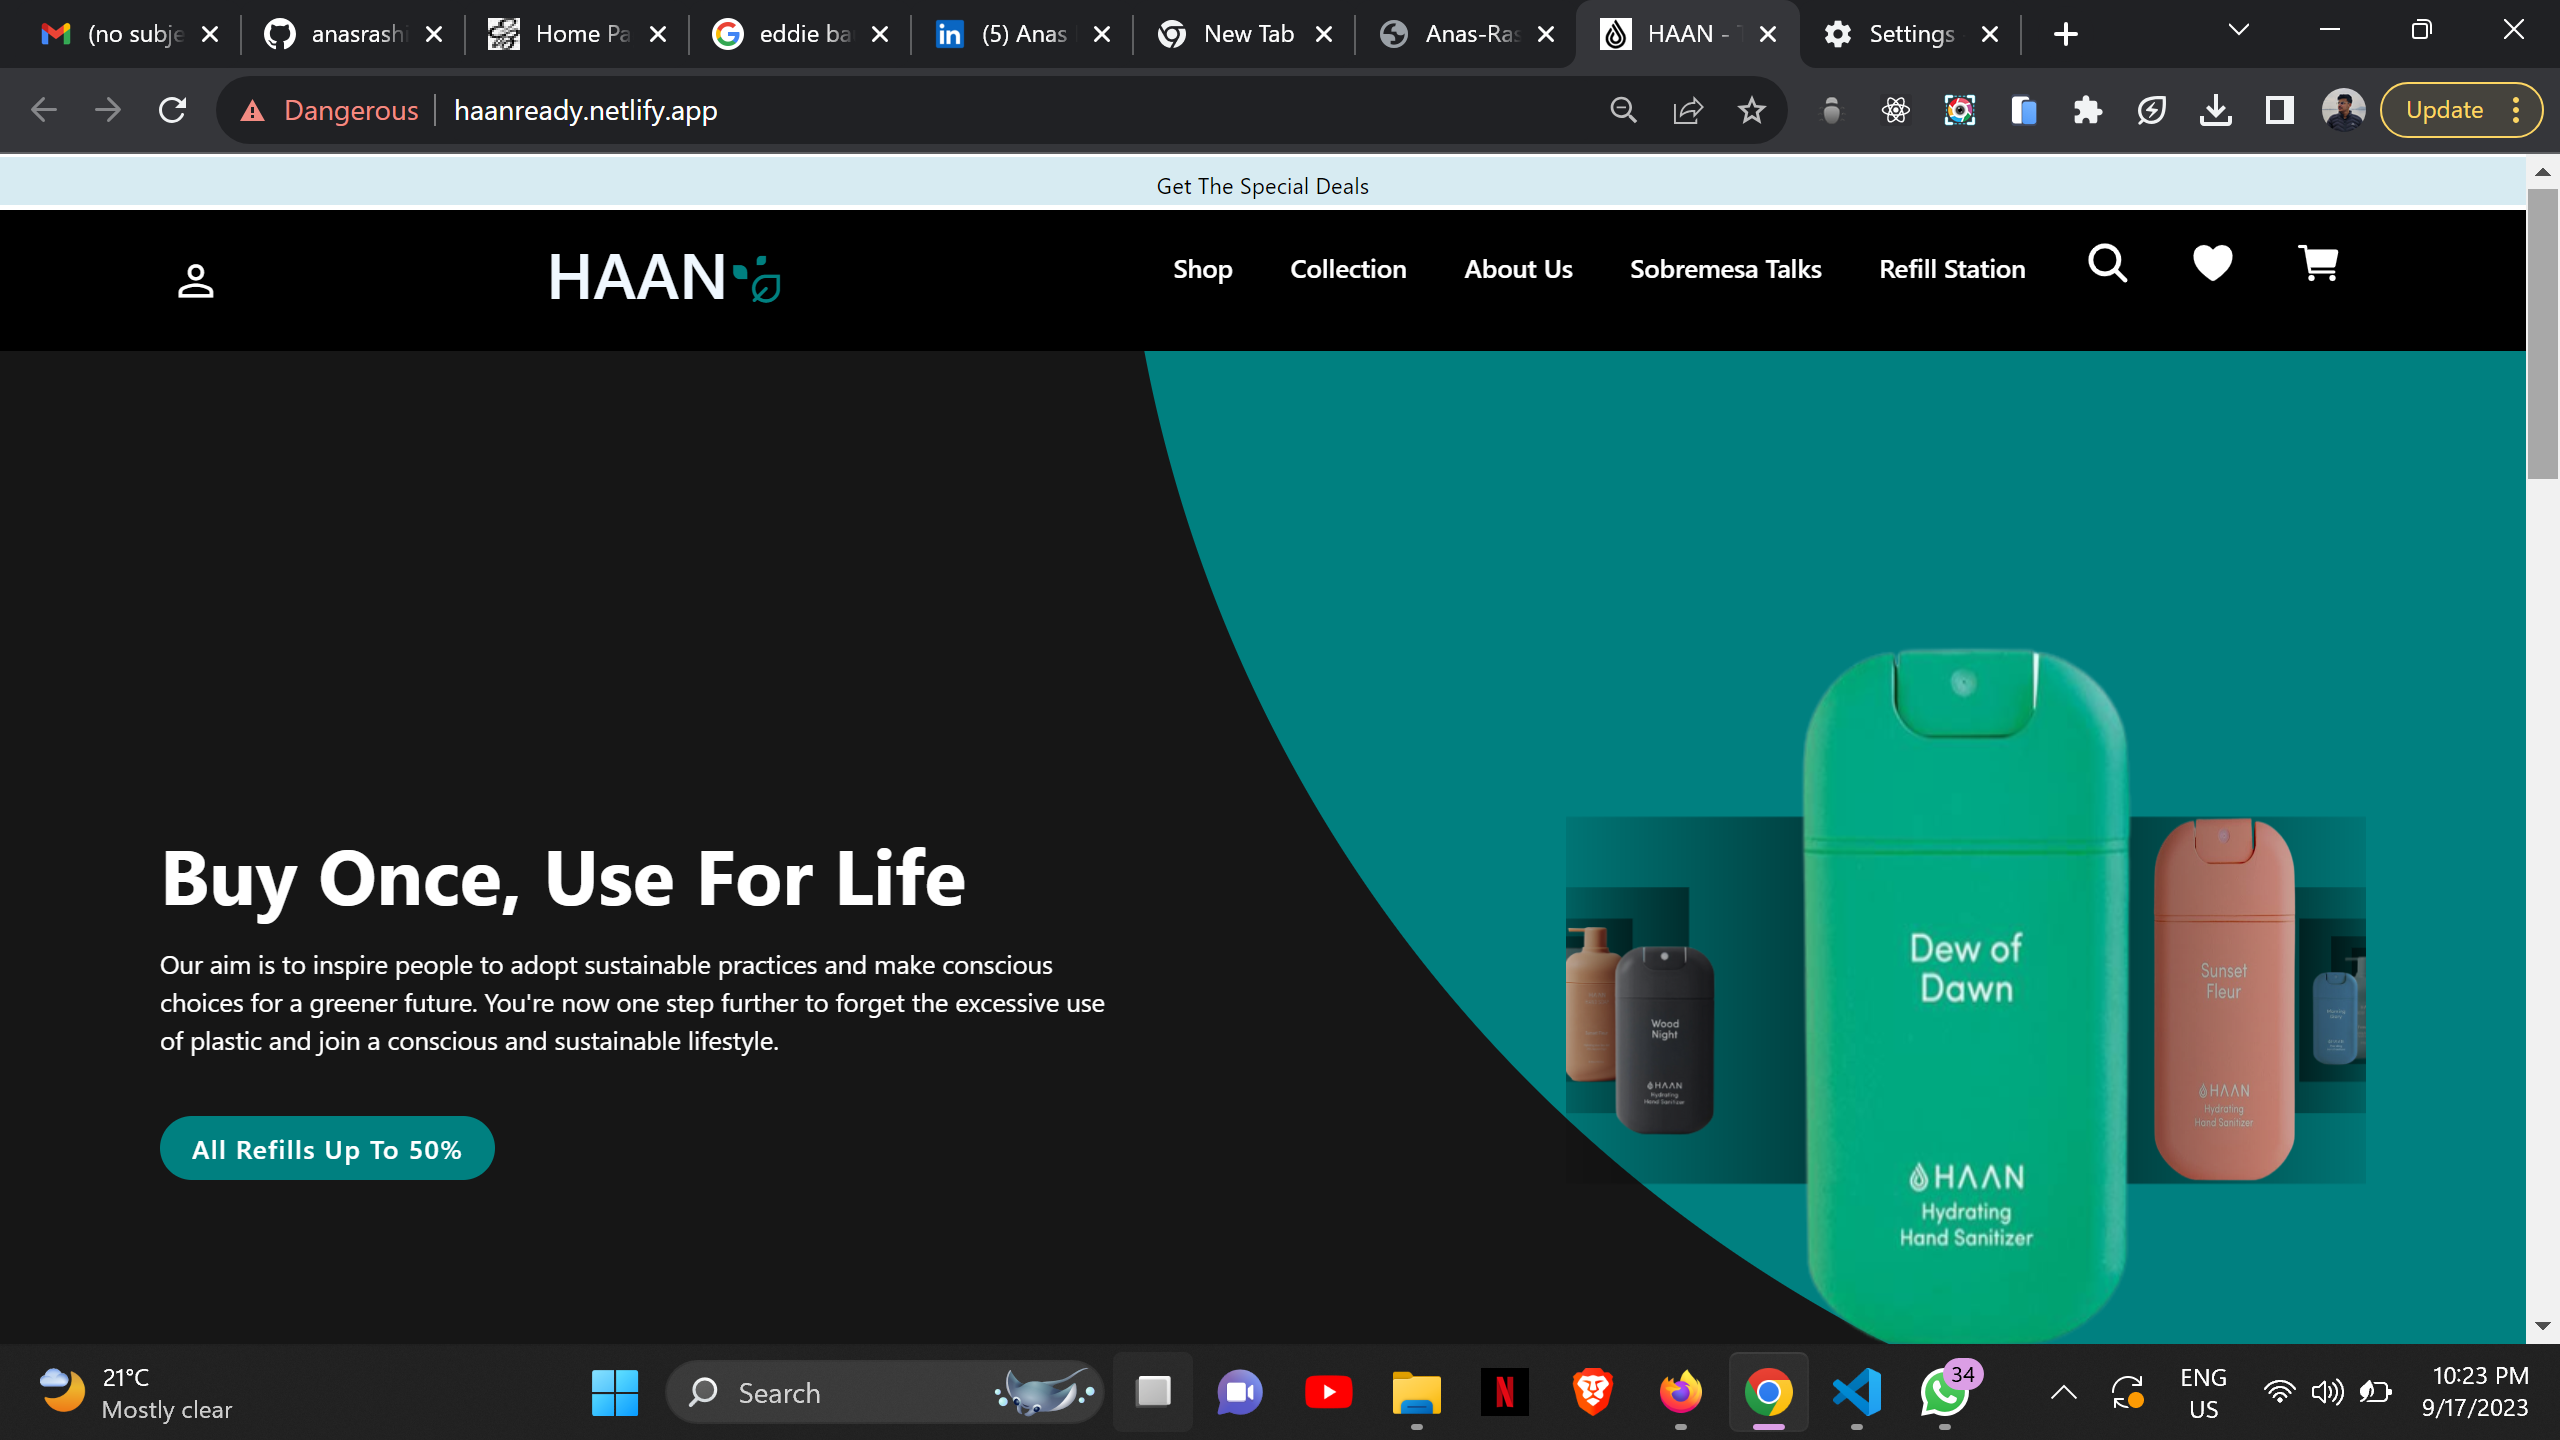 (no subje
anasrashi
Home Pa
eddie ba
(5) Anas
New Tab
Anas-Ras
HAAN - T
Settings
Dangerous
haanready.netlify.app
Update
Get The Special Deals
HAAN
Shop
Collection
About Us
Sobremesa Talks
Refill Station
Buy Once, Use For Life
Our aim is to inspire people to adopt sustainable practices and make conscious
choices for a greener future. You're now one step further to forget the excessive use
of plastic and join a conscious and sustainable lifestyle.
All Refills Up To 50%
Wood
Night
HAAN
Hydrating
Hand Sanitizer
Dew of
Dawn
HAAN
Hydrating
Hand Sanitizer
Sunset
Fleur
HAAN
Hydrating
Hand Sanitizer
21°C
Mostly clear
Search
34
ENG
US
10:23 PM
9/17/2023